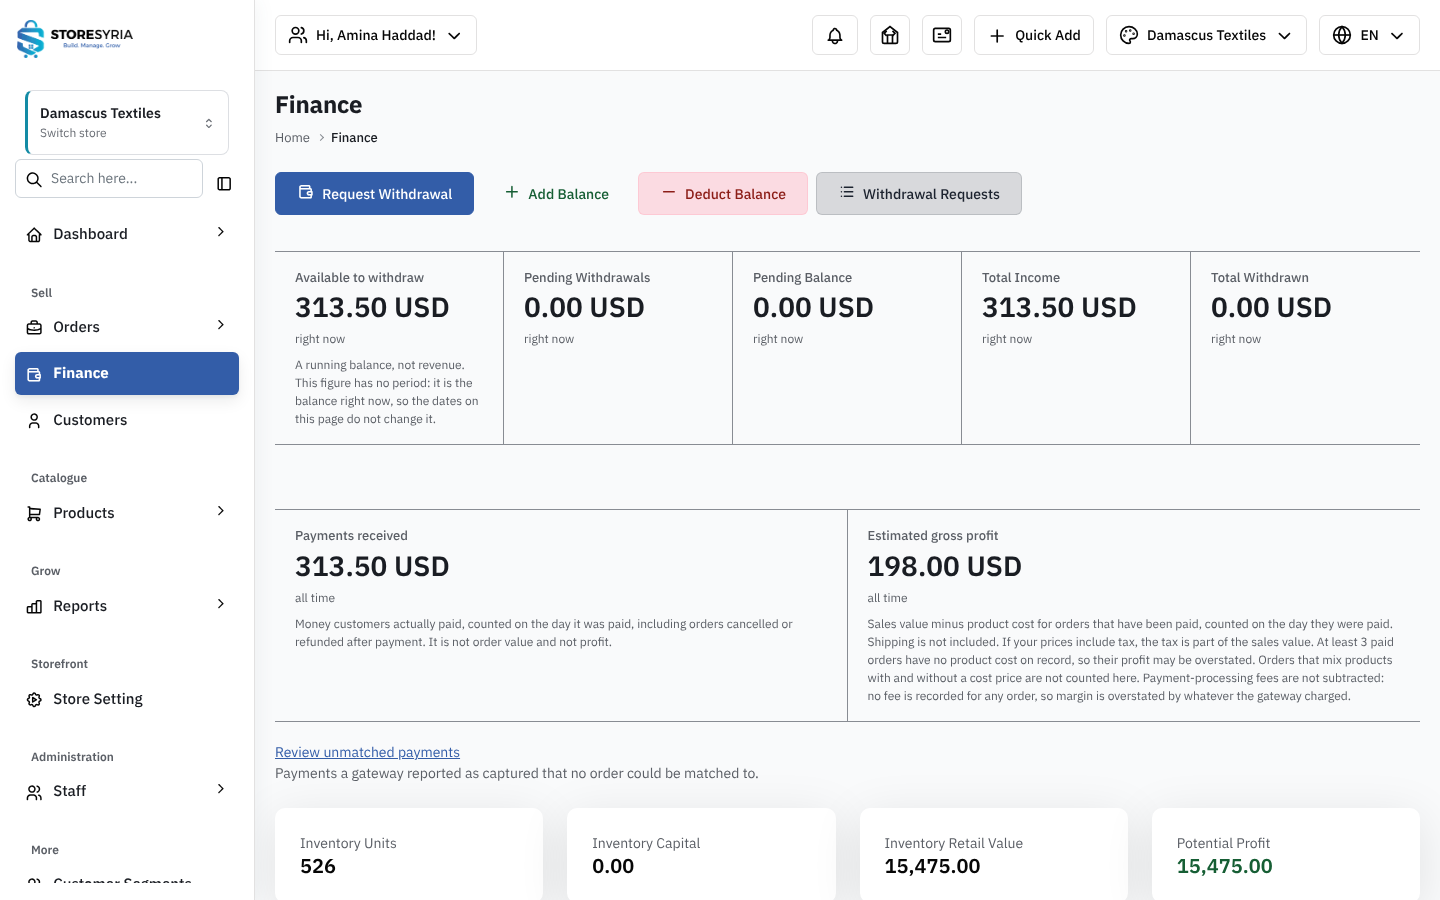 STORESYRIA
Build. Manage. Grow
Hi, Amina Haddad!
Quick Add
Damascus Textiles
EN
Damascus Textiles
Switch store
Search here...
Dashboard
Sell
Orders
Finance
Customers
Catalogue
Products
Grow
Reports
Storefront
Store Setting
Administration
Staff
More
Customer Segments
Finance
Home
Finance
Request Withdrawal
Add Balance
Deduct Balance
Withdrawal Requests
Available to withdraw
313.50 USD
right now
A running balance, not revenue.
This figure has no period: it is the
balance right now, so the dates on
this page do not change it.
Pending Withdrawals
0.00 USD
right now
Pending Balance
0.00 USD
right now
Total Income
313.50 USD
right now
Total Withdrawn
0.00 USD
right now
Payments received
313.50 USD
all time
Money customers actually paid, counted on the day it was paid, including orders cancelled or
refunded after payment. It is not order value and not profit.
Estimated gross profit
198.00 USD
all time
Sales value minus product cost for orders that have been paid, counted on the day they were paid.
Shipping is not included. If your prices include tax, the tax is part of the sales value. At least 3 paid
orders have no product cost on record, so their profit may be overstated. Orders that mix products
with and without a cost price are not counted here. Payment-processing fees are not subtracted:
no fee is recorded for any order, so margin is overstated by whatever the gateway charged.
Review unmatched payments
Payments a gateway reported as captured that no order could be matched to.
Inventory Units
526
Inventory Capital
0.00
Inventory Retail Value
15,475.00
Potential Profit
15,475.00